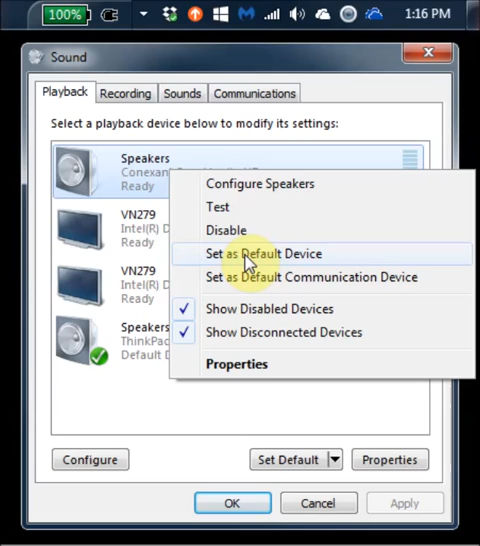 100%
1:16 PM
Sound
Playback
Recording
Sounds
Communications
Select a playback device below to modify its settings:
Speakers
Ready
VN279
Intel(R)
Ready
VN279
Intel(R)
Ready
Speakers
Default
Configure Speakers
Test
Disable
Set as Default Device
Set as Default Communication Device
Show Disabled Devices
Show Disconnected Devices
Properties
Configure
Set Default
Properties
OK
Cancel
Apply